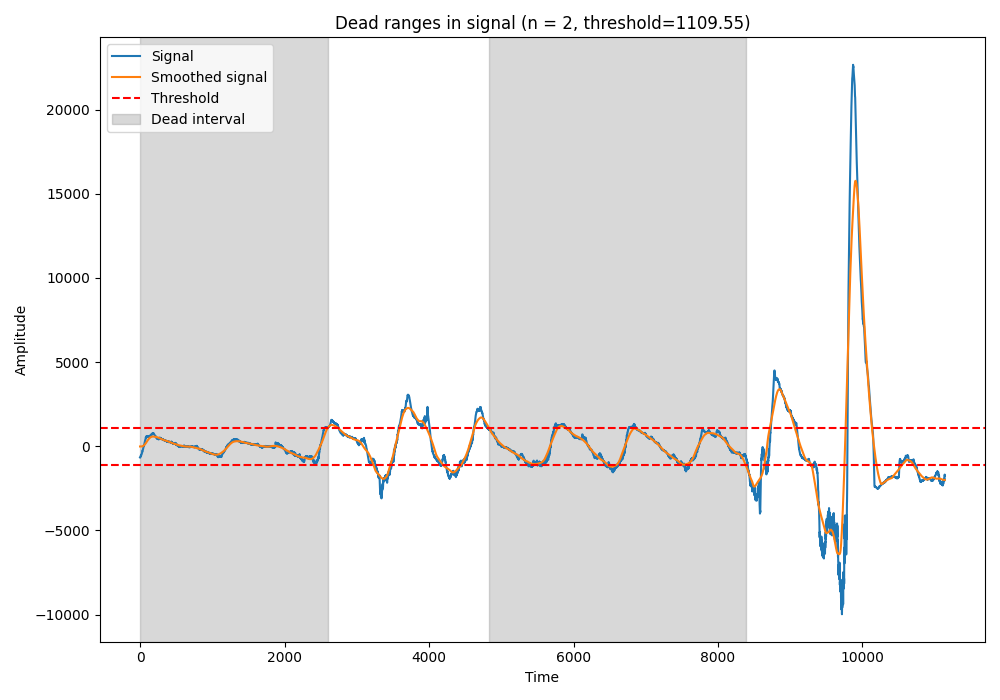 Dead ranges in signal (n = 2, threshold=1109.55)
Signal
Smoothed signal
Threshold
Dead interval
Amplitude
20000
15000
10000
5000
0
−5000
−10000
0 2000 4000 6000 8000 10000
Time